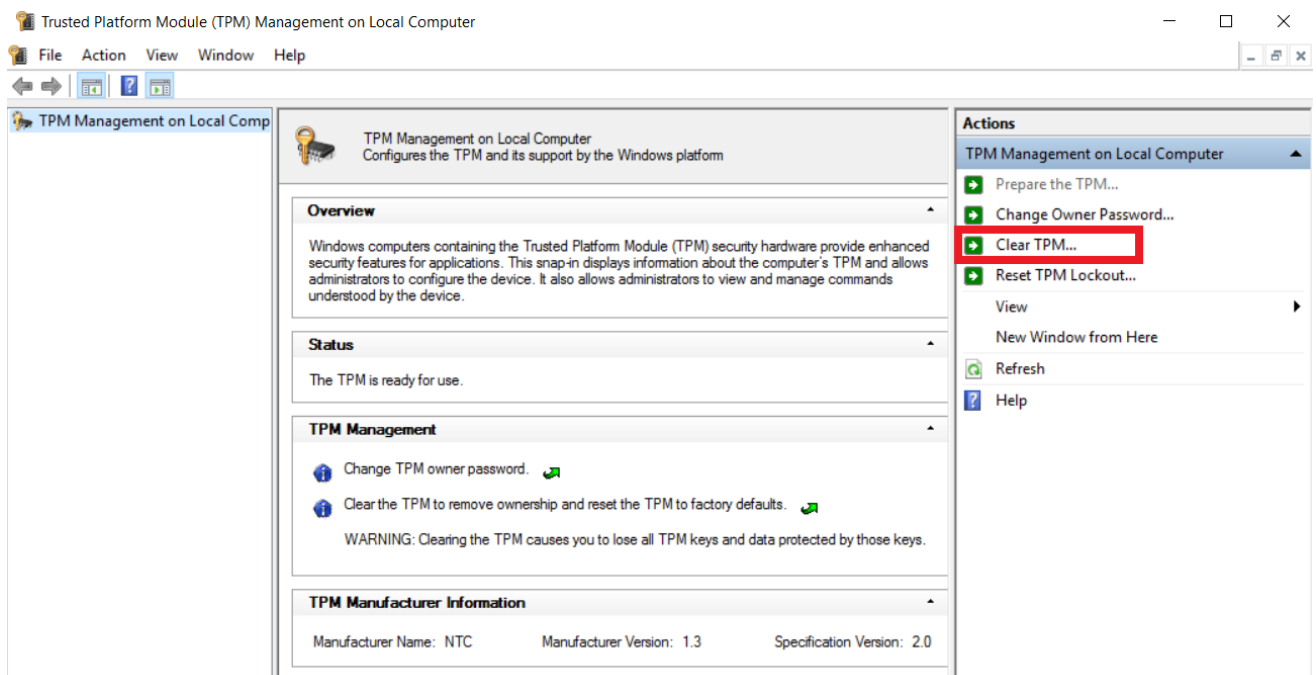 Trusted Platform Module (TPM) Management on Local Computer
File Action View Window Help
TPM Management on Local Comp
TPM Management on Local Computer
Configures the TPM and its support by the Windows platform
Overview
Windows computers containing the Trusted Platform Module (TPM) security hardware provide enhanced
security features for applications. This snap-in displays information about the computer's TPM and allows
administrators to configure the device. It also allows administrators to view and manage commands
understood by the device.
Status
The TPM is ready for use.
TPM Management
Change TPM owner password.
Clear the TPM to remove ownership and reset the TPM to factory defaults.
WARNING: Clearing the TPM causes you to lose all TPM keys and data protected by those keys.
TPM Manufacturer Information
Manufacturer Name: NTC Manufacturer Version: 1.3 Specification Version: 2.0
Actions
TPM Management on Local Computer
Prepare the TPM...
Change Owner Password...
Clear TPM...
Reset TPM Lockout...
View
New Window from Here
Refresh
Help